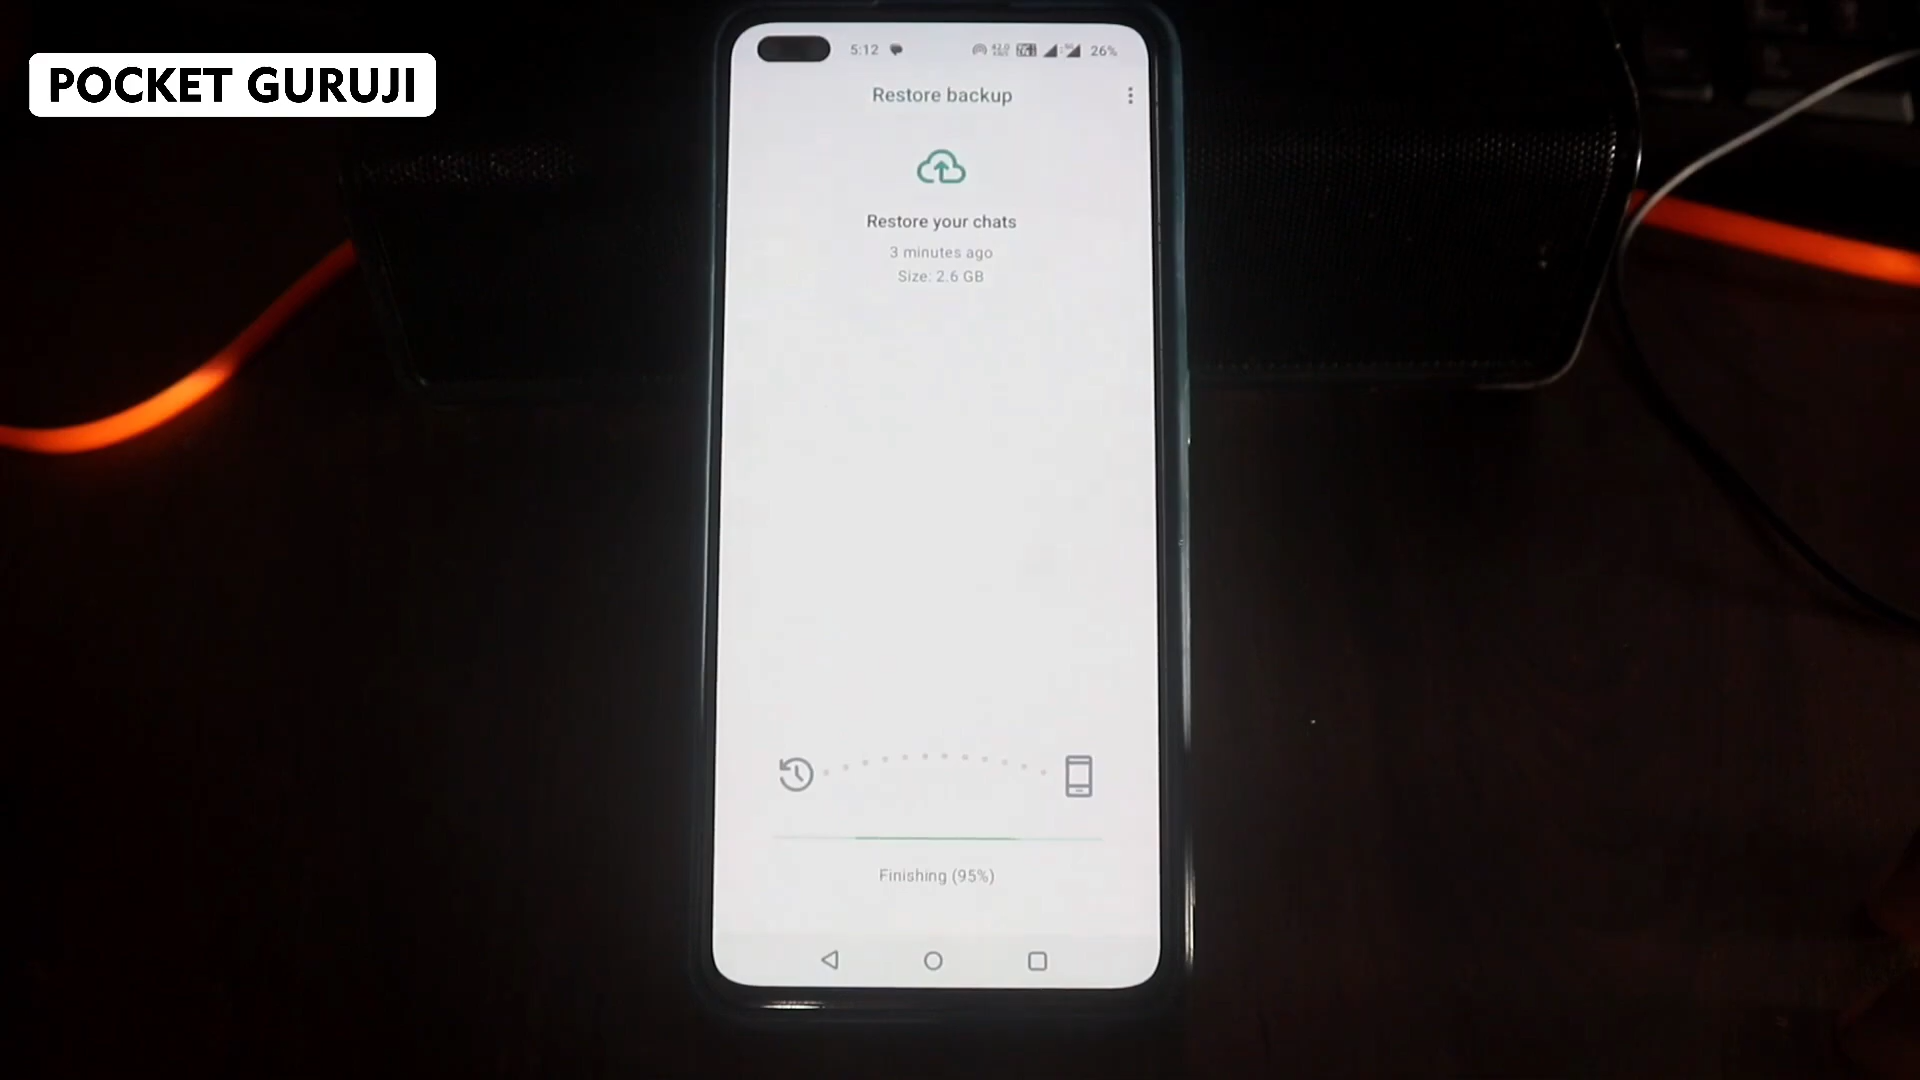 POCKET GURUJI
5:12
26%
Restore backup
Restore your chats
3 minutes ago
Size: 2.6 GB
Finishing (95%)